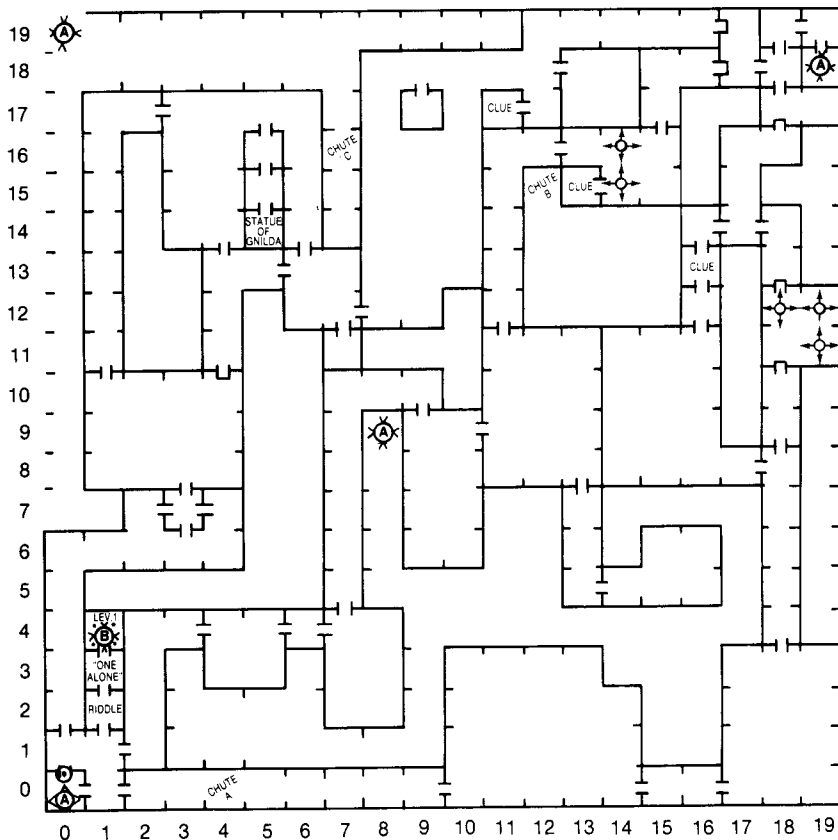 19
A
18
A
17
CLUE
16
CHUTE
C
15
CHUTE
B
CLUE
STATUE
OF
GNILDA
14
13
CLUE
12
11
10
9
A
8
7
6
5
LEV.1
4
B
3
"ONE
ALONE"
2
RIDDLE
1
0
A
CHUTE
A
0 1 2 3 4 5 6 7 8 9 10 11 12 13 14 15 16 17 18 19